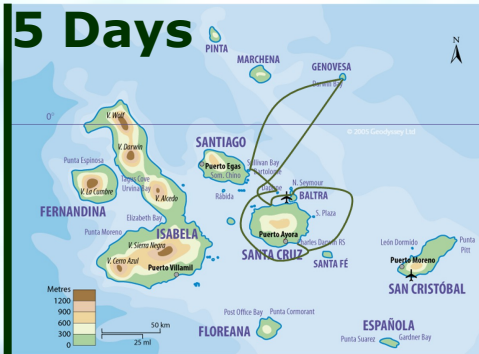 5 Days
PINTA
MARCHENA
GENOVESA
Darwin Bay
N
0°
© 2005 Geodyssey Ltd
V. Wolf
V. Darwin
Punta Espinosa
Tagus Cove
Urvina Bay
V. La Cumbre
V. Alcedo
FERNANDINA
Elizabeth Bay
ISABELA
Punta Moreno
V. Sierra Negra
V. Cerro Azul
Puerto Villamil
SANTIAGO
Puerto Egas
Sullivan Bay
Bartolome
Som. Chino
Rábida
Daphne
N. Seymour
BALTRA
S. Plaza
Puerto Ayora
Charles Darwin RS
SANTA CRUZ
SANTA FÉ
León Dormido
Punta
Pitt
Puerto Moreno
SAN CRISTÓBAL
Metres
1200
900
600
300
0
50 km
25 ml
Post Office Bay
Punta Cormorant
FLOREANA
ESPAÑOLA
Punta Suarez
Gardner Bay